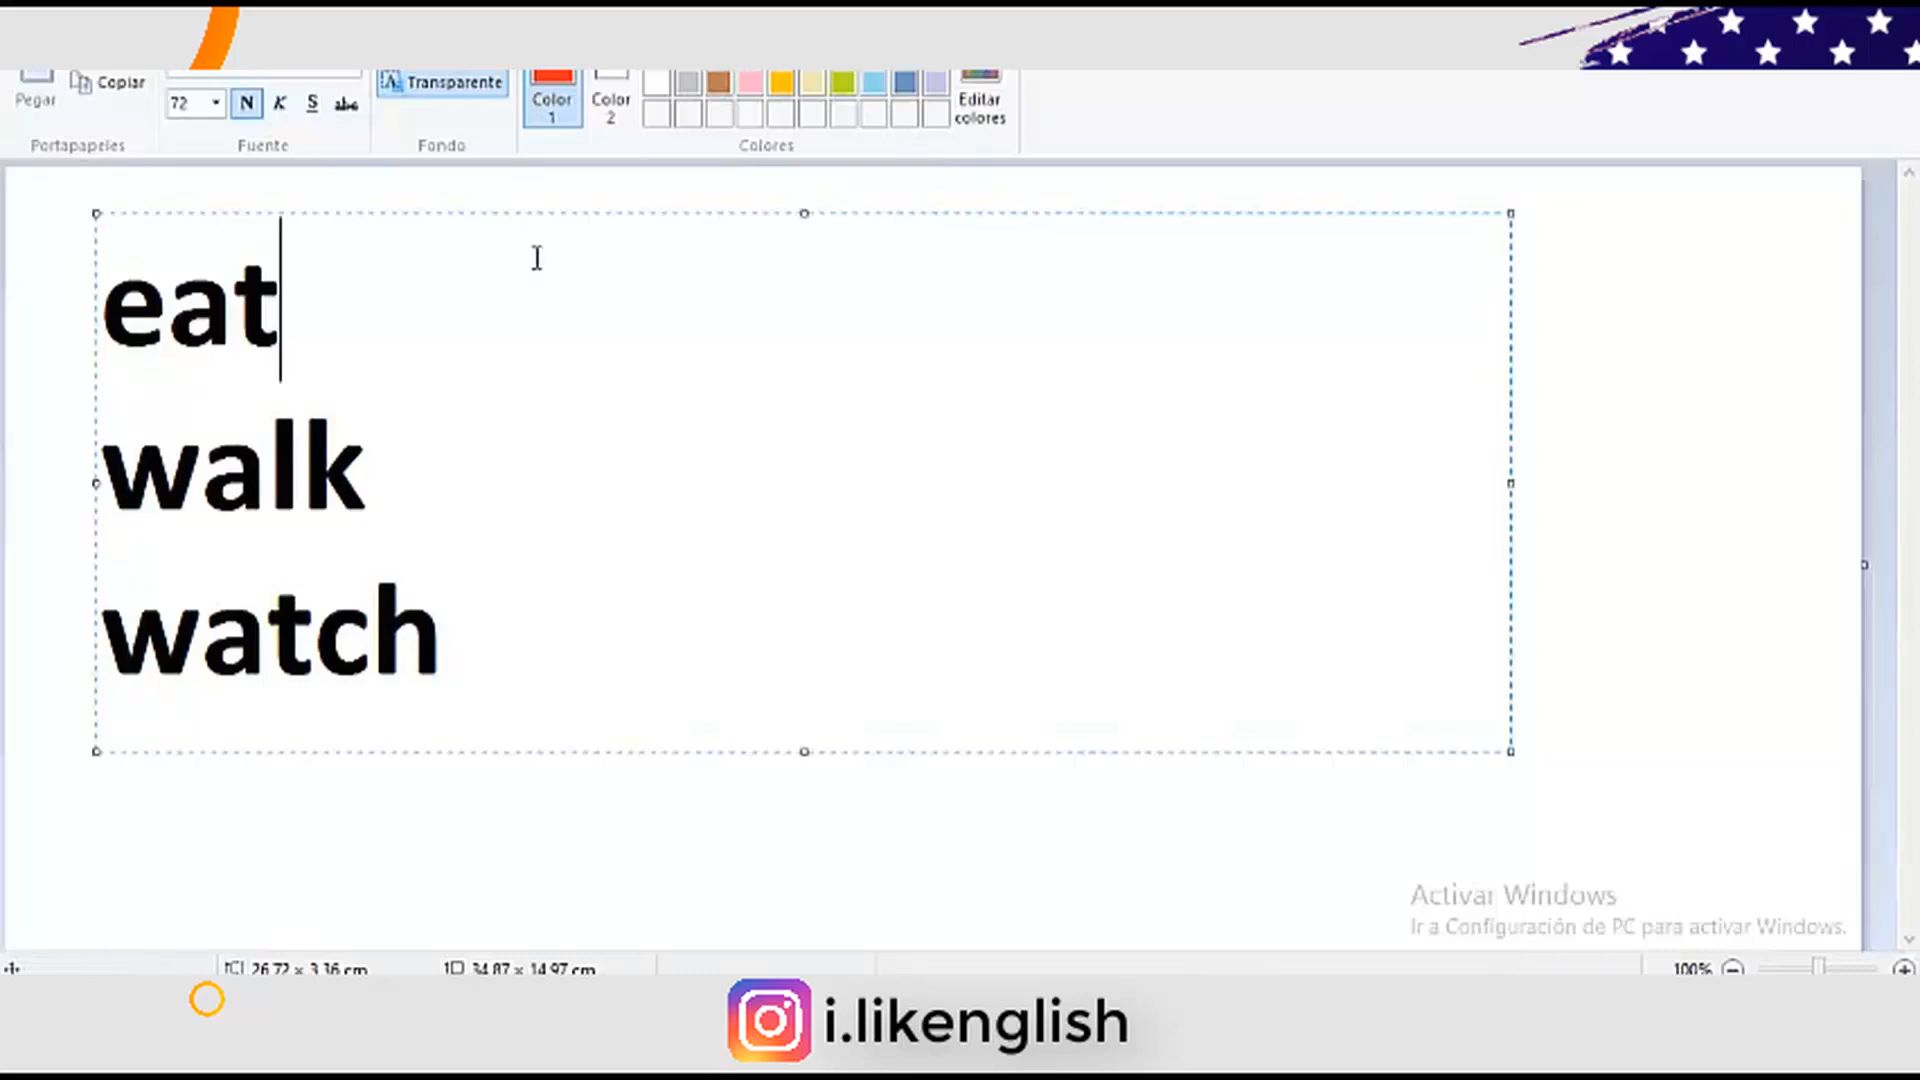 Pegar
Copiar
Portapapeles
72
N K S abc
Fuente
Transparente
Fondo
Color
1
Color
2
Editar
colores
Colores
eat
walk
watch
Activar Windows
Ir a Configuración de PC para activar Windows.
26.72 × 3.36 cm
34.87 × 14.97 cm
100%
i.likenglish